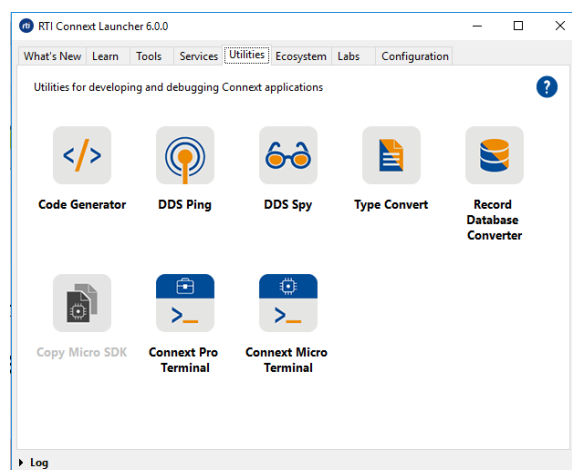 rti RTI Connext Launcher 6.0.0
What's New Learn Tools Services Utilities Ecosystem Labs Configuration
Utilities for developing and debugging Connext applications ?
Code Generator DDS Ping DDS Spy Type Convert Record
Database
Converter
Copy Micro SDK Connext Pro Connext Micro
Terminal Terminal
Log